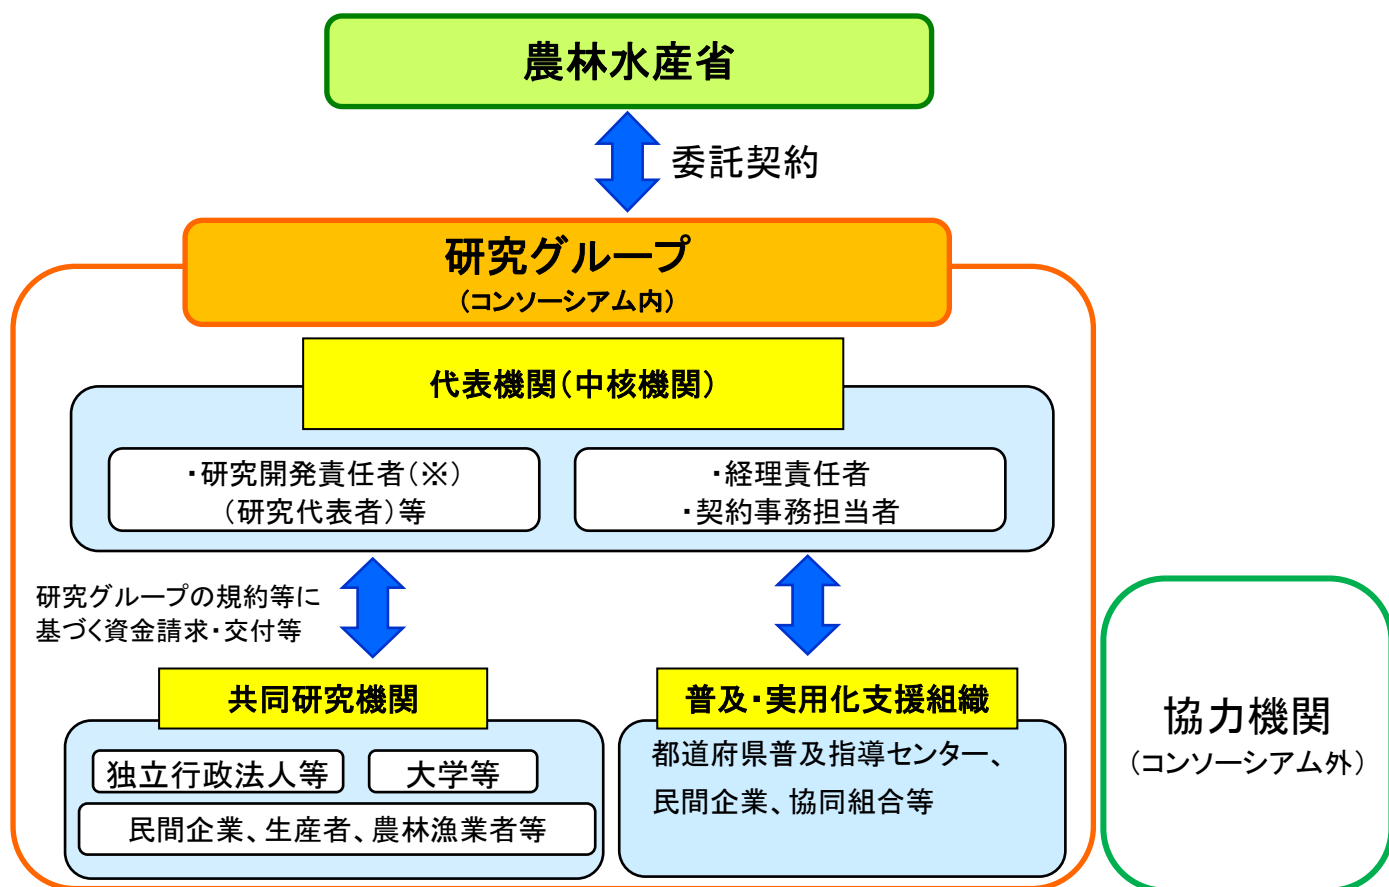 農林水産省
委託契約
研究グループ
（コンソーシアム内）
代表機関（中核機関）
・研究開発責任者（※）
（研究代表者）等
・経理責任者
・契約事務担当者
研究グループの規約等に
基づく資金請求・交付等
共同研究機関
独立行政法人等
大学等
民間企業、生産者、農林漁業者等
普及・実用化支援組織
都道府県普及指導センター、
民間企業、協同組合等
協力機関
（コンソーシアム外）